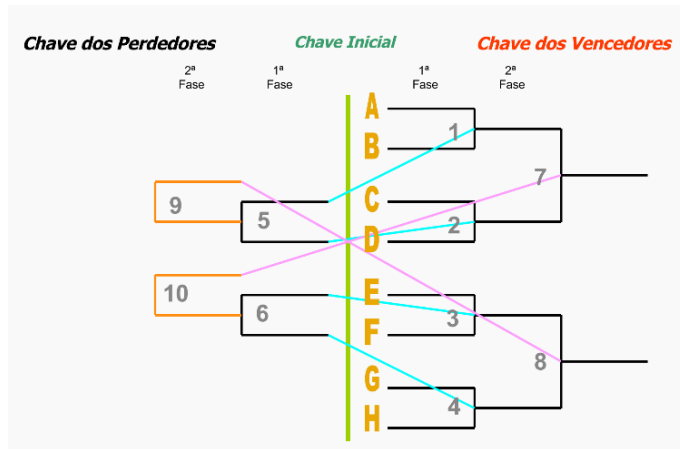 Chave dos Perdedores
Chave Inicial
Chave dos Vencedores
2ª
Fase
1ª
Fase
1ª
Fase
2ª
Fase
A
B
1
C
D
2
E
F
3
G
H
4
5
6
7
8
9
10